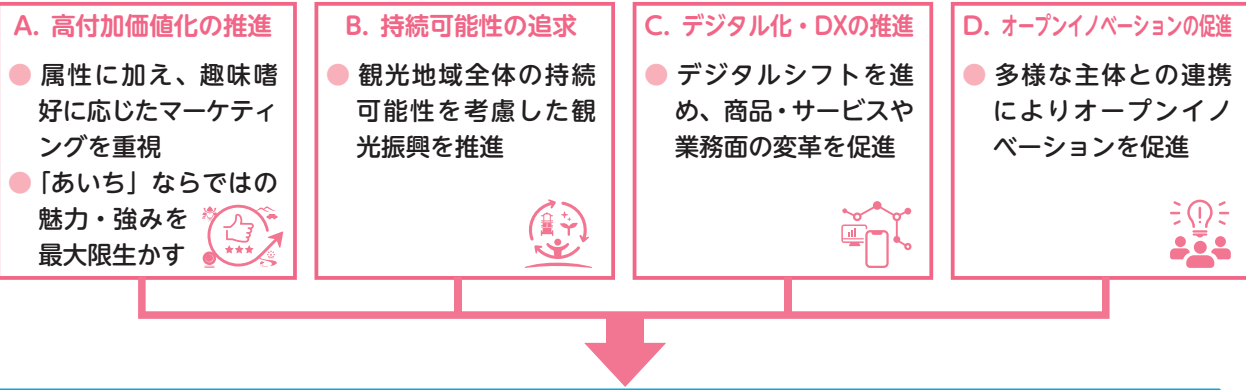 A. 高付加価値化の推進
● 属性に加え、趣味嗜
好に応じたマーケティ
ングを重視
● 「あいち」ならではの
魅力・強みを
最大限生かす
B. 持続可能性の追求
● 観光地域全体の持続
可能性を考慮した観
光振興を推進
C. デジタル化・DXの推進
● デジタルシフトを進
め、商品・サービスや
業務面の変革を促進
D. オープンイノベーションの促進
● 多様な主体との連携
によりオープンイノ
ベーションを促進